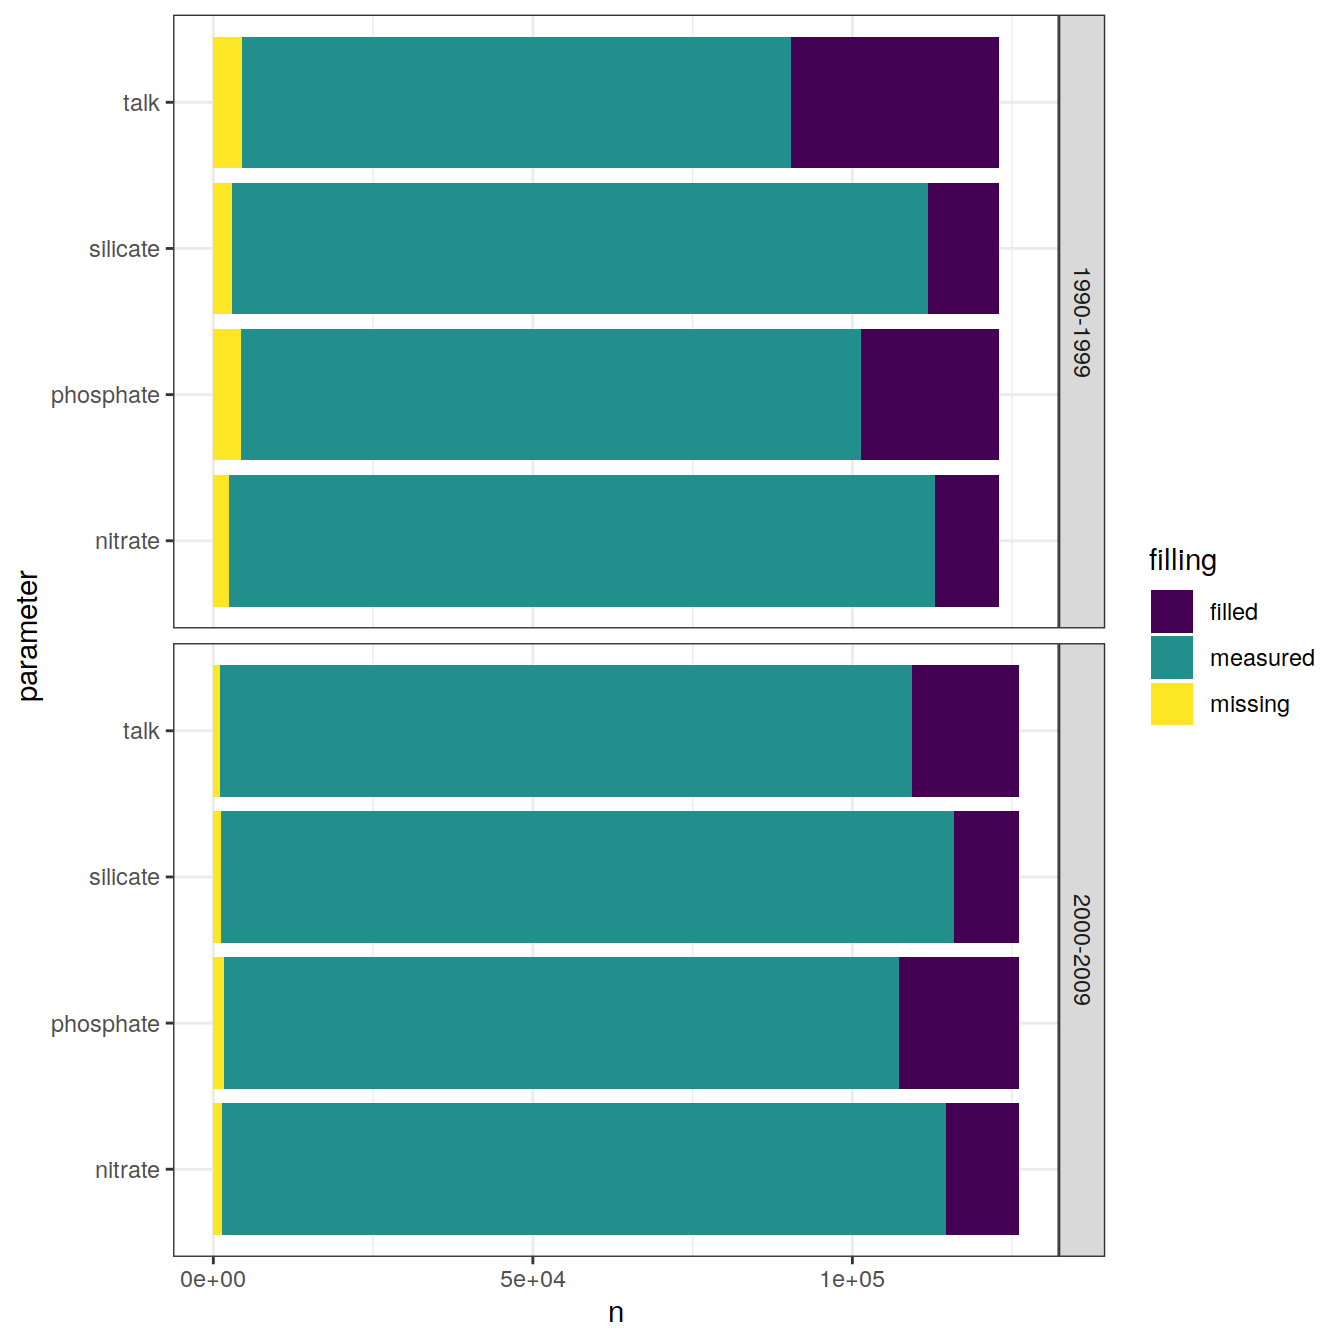 talk
silicate
phosphate
nitrate
1990-1999
talk
silicate
phosphate
nitrate
2000-2009
0e+00
5e+04
1e+05
n
parameter
filling
filled
measured
missing